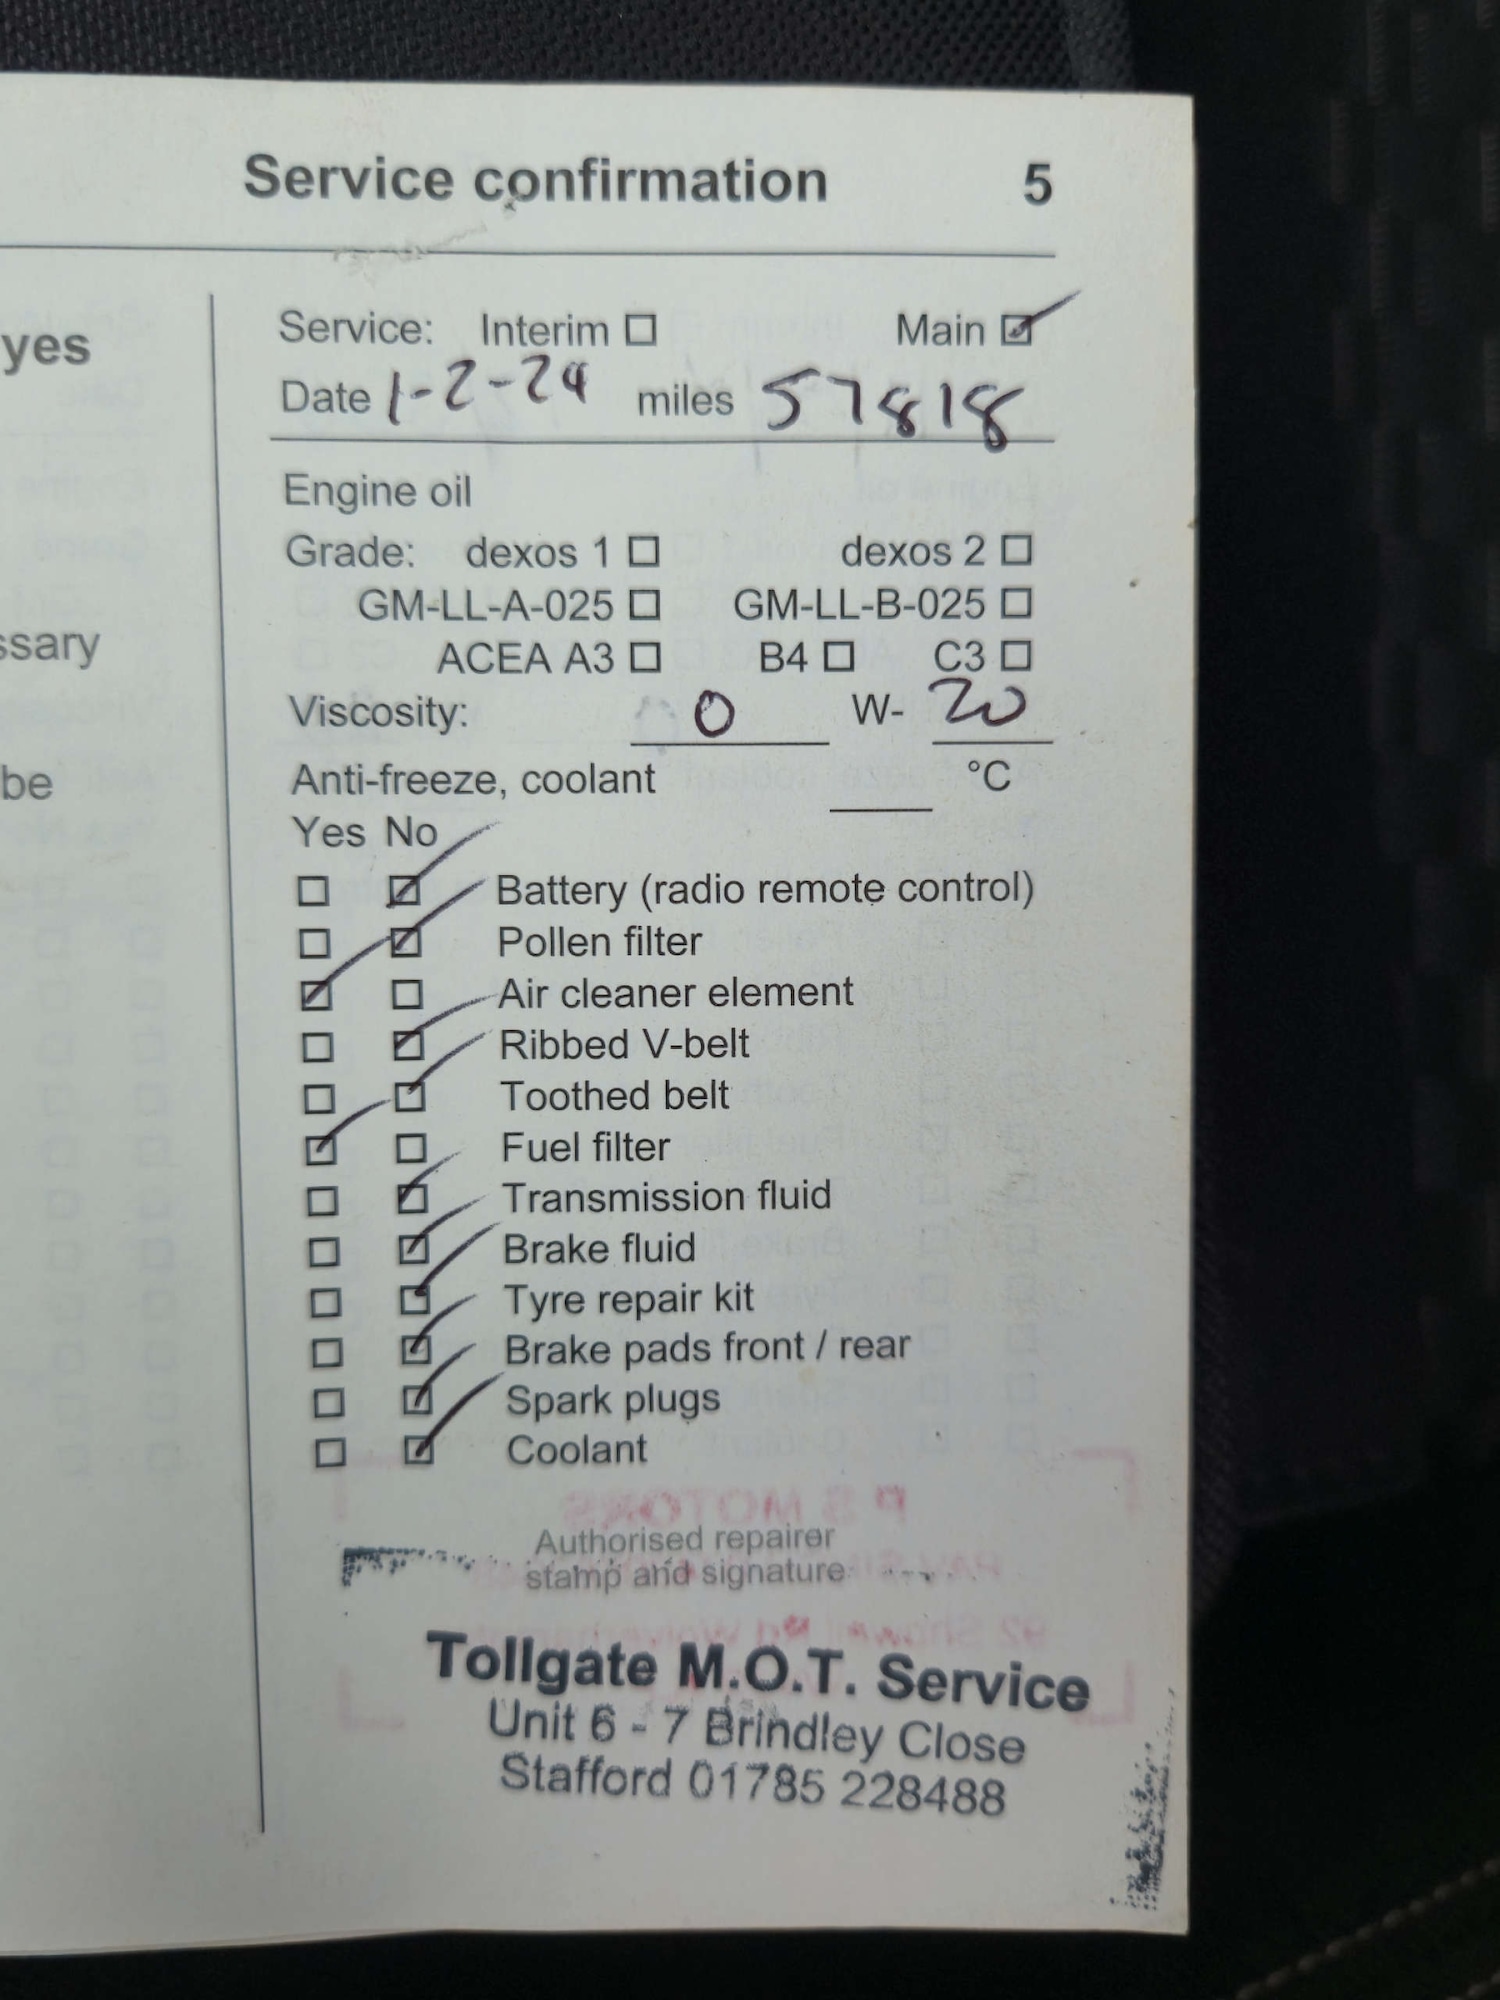 Service confirmation 5
yes
ssary
be
Service: Interim ☐ Main ☑
Date 1-2-24 miles 57818
Engine oil
Grade: dexos 1 ☐ dexos 2 ☐
GM-LL-A-025 ☐ GM-LL-B-025 ☐
ACEA A3 ☐ B4 ☐ C3 ☐
Viscosity: 0 W- 20
Anti-freeze, coolant ____ °C
Yes No
☐ ☑ Battery (radio remote control)
☐ ☑ Pollen filter
☑ ☐ Air cleaner element
☐ ☑ Ribbed V-belt
☐ ☑ Toothed belt
☑ ☐ Fuel filter
☐ ☑ Transmission fluid
☐ ☑ Brake fluid
☐ ☑ Tyre repair kit
☐ ☑ Brake pads front / rear
☐ ☑ Spark plugs
☐ ☑ Coolant
P S MOTORS
Authorised repairer
stamp and signature
Tollgate M.O.T. Service
Unit 6 - 7 Brindley Close
Stafford 01785 228488